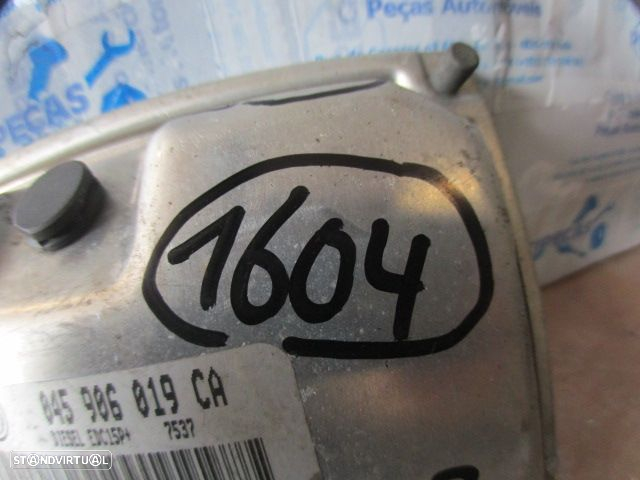 Peças Automóveis
PEÇAS
1604
045 906 019 CA
DIESEL EDC15P+ 7537
STANDVIRTUAL